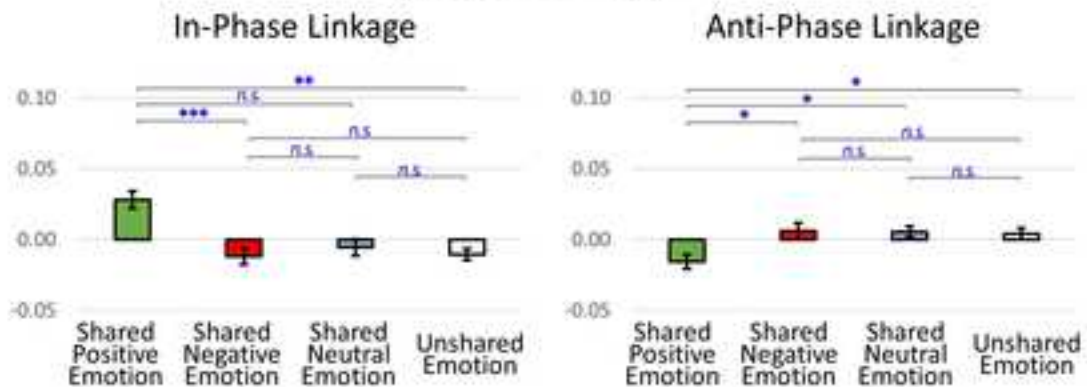 In-Phase Linkage
**
n.s
0.10
***
n.s
n.s
0.05
n.s
0.00
-0.05
Shared Positive Emotion
Shared Negative Emotion
Shared Neutral Emotion
Unshared Emotion
Anti-Phase Linkage
*
0.10
*
*
n.s
n.s
0.05
n.s
0.00
-0.05
Shared Positive Emotion
Shared Negative Emotion
Shared Neutral Emotion
Unshared Emotion